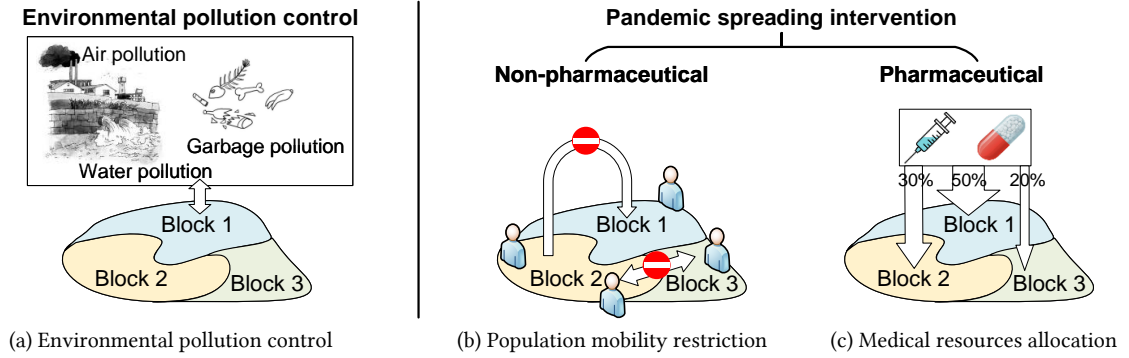 Environmental pollution control
Air pollution
Garbage pollution
Water pollution
Block 1
Block 2
Block 3
(a) Environmental pollution control
Pandemic spreading intervention
Non-pharmaceutical
Block 1
Block 2
Block 3
(b) Population mobility restriction
Pharmaceutical
30% 50% 20%
Block 1
Block 2
Block 3
(c) Medical resources allocation